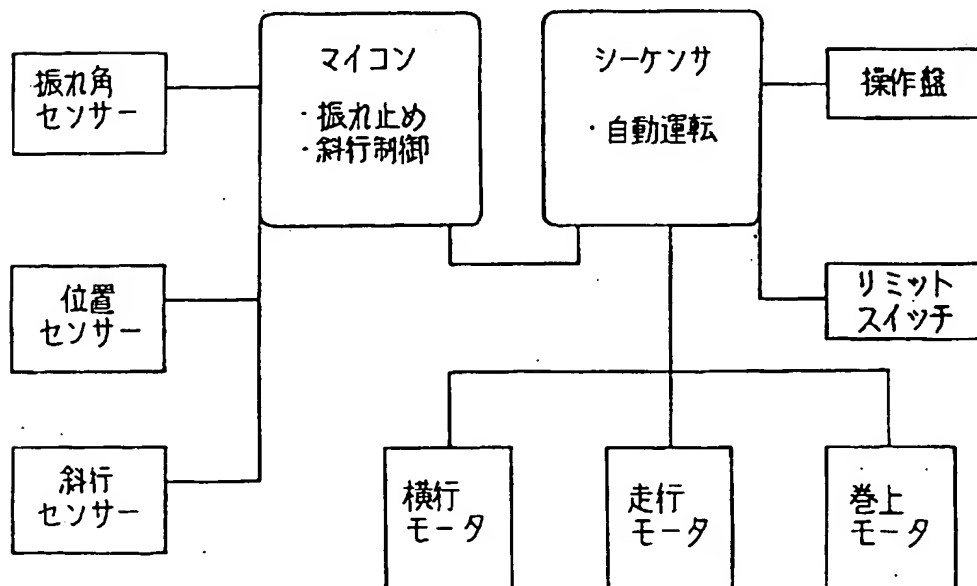 振れ角
センサー
マイコン
・振れ止め
・斜行制御
シーケンサ
・自動運転
操作盤
位置
センサー
リミット
スイッチ
斜行
センサー
横行
モータ
走行
モータ
巻上
モータ